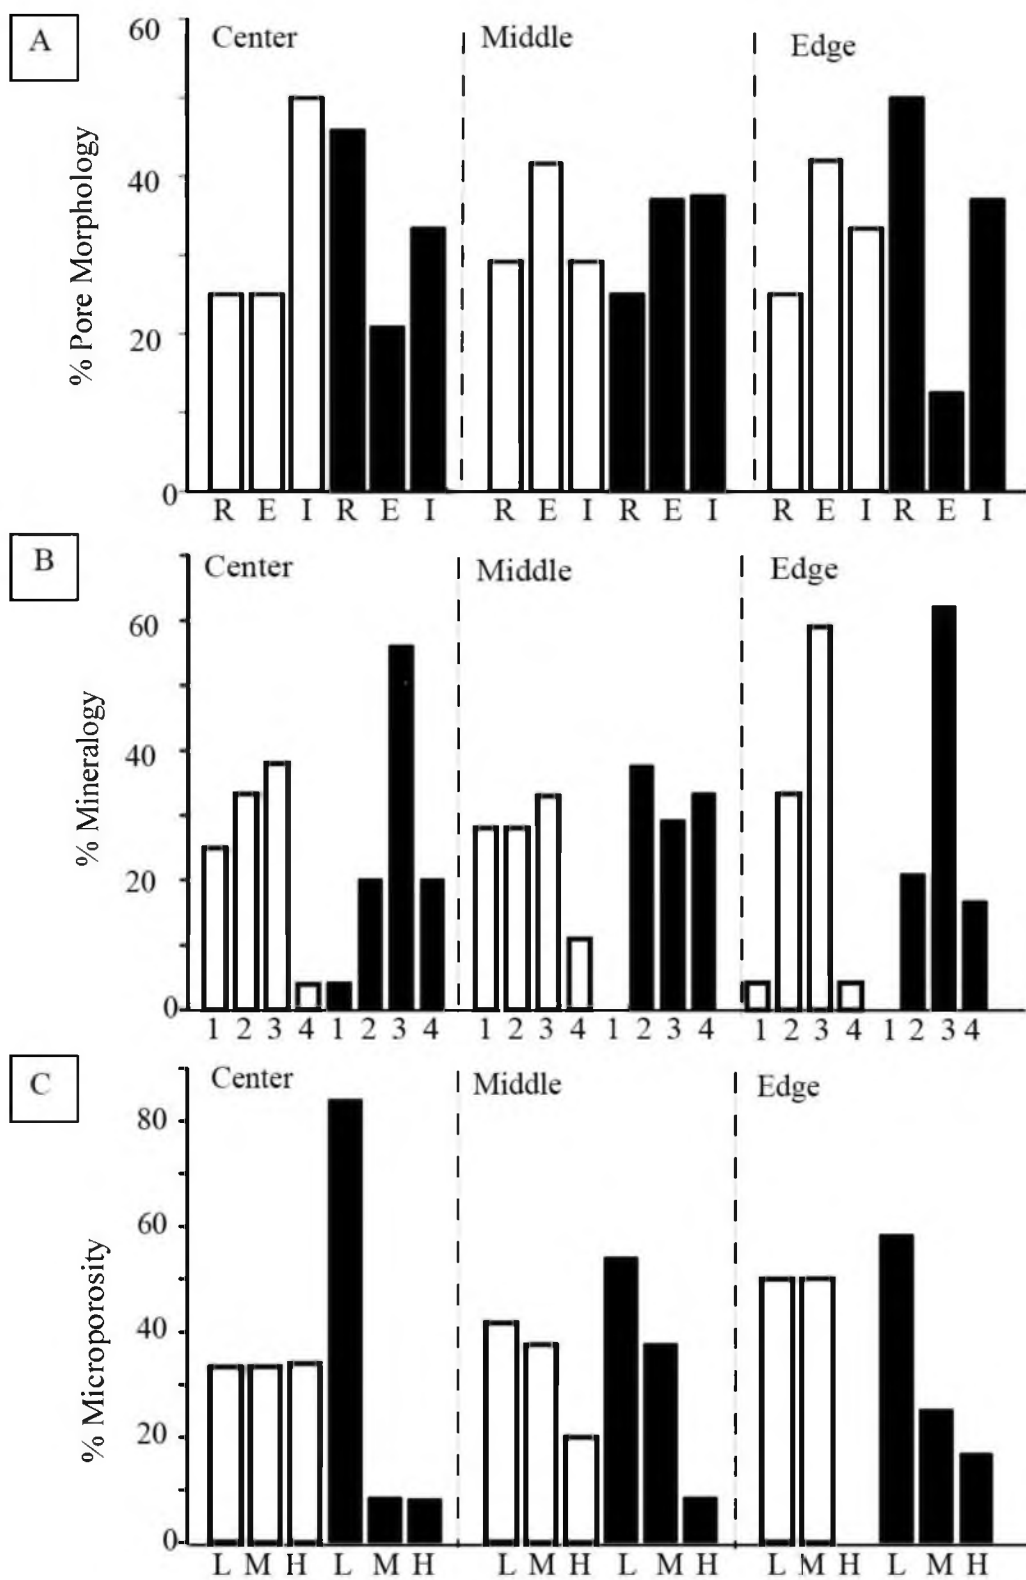 A
Center
Middle
Edge
60
40
20
0
% Pore Morphology
R E I R E I
R E I R E I
R E I R E I
B
Center
Middle
Edge
60
40
20
0
% Mineralogy
1 2 3 4 1 2 3 4
1 2 3 4 1 2 3 4
1 2 3 4 1 2 3 4
C
Center
Middle
Edge
80
60
40
20
0
% Microporosity
L M H L M H
L M H L M H
L M H L M H